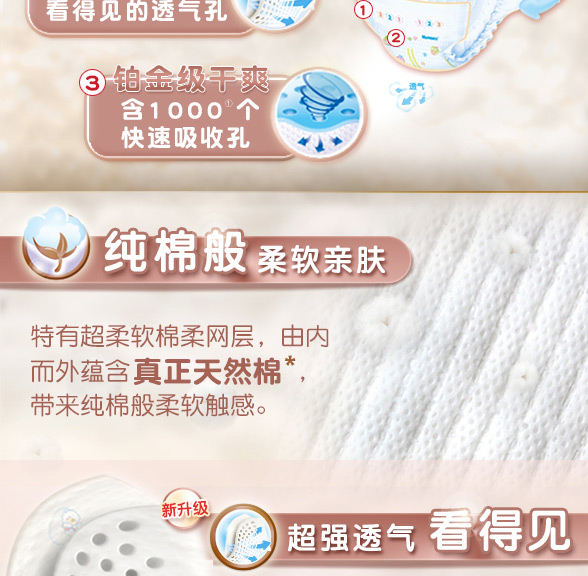 看得见的透气孔
①
②
Huggies
透气
③ 铂金级干爽
含1000①个
快速吸收孔
纯棉般 柔软亲肤
特有超柔软棉柔网层，由内
而外蕴含真正天然棉*，
带来纯棉般柔软触感。
新升级
超强透气 看得见